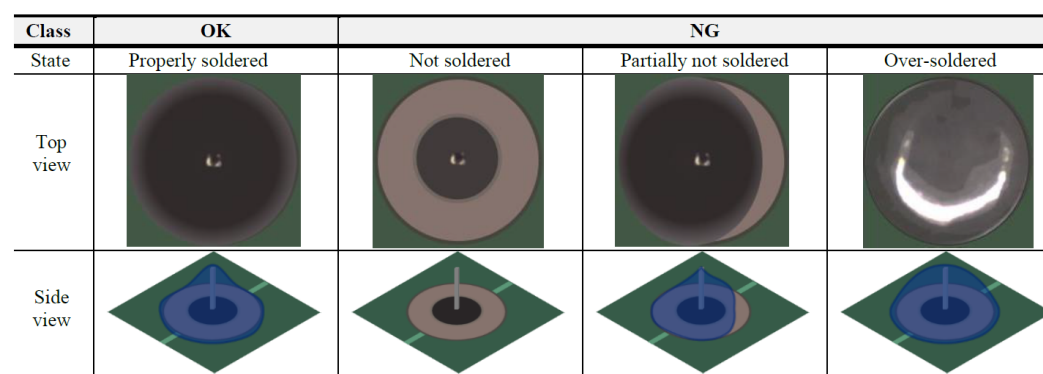 Class OK NG
State Properly soldered Not soldered Partially not soldered Over-soldered
Top
view
Side
view